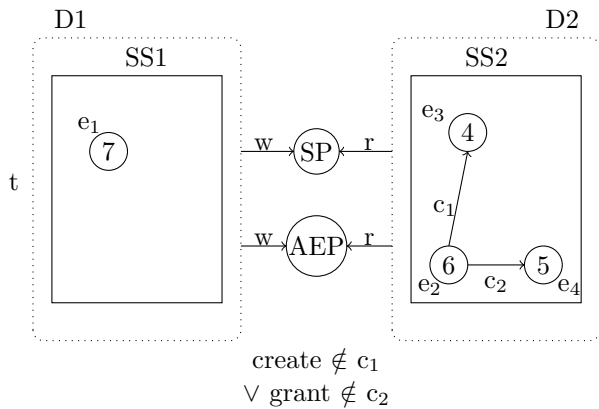 D1
D2
SS1
SS2
e₁
7
e₃
4
w
SP
r
t
c₁
w
AEP
r
6
5
e₂
c₂
e₄
create ∉ c₁
∨ grant ∉ c₂